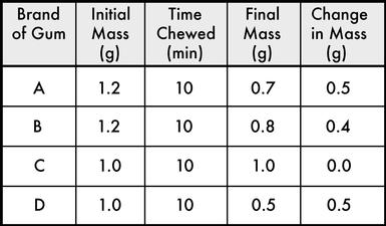 Brand of Gum | Initial Mass (g) | Time Chewed (min) | Final Mass (g) | Change in Mass (g)
A | 1.2 | 10 | 0.7 | 0.5
B | 1.2 | 10 | 0.8 | 0.4
C | 1.0 | 10 | 1.0 | 0.0
D | 1.0 | 10 | 0.5 | 0.5